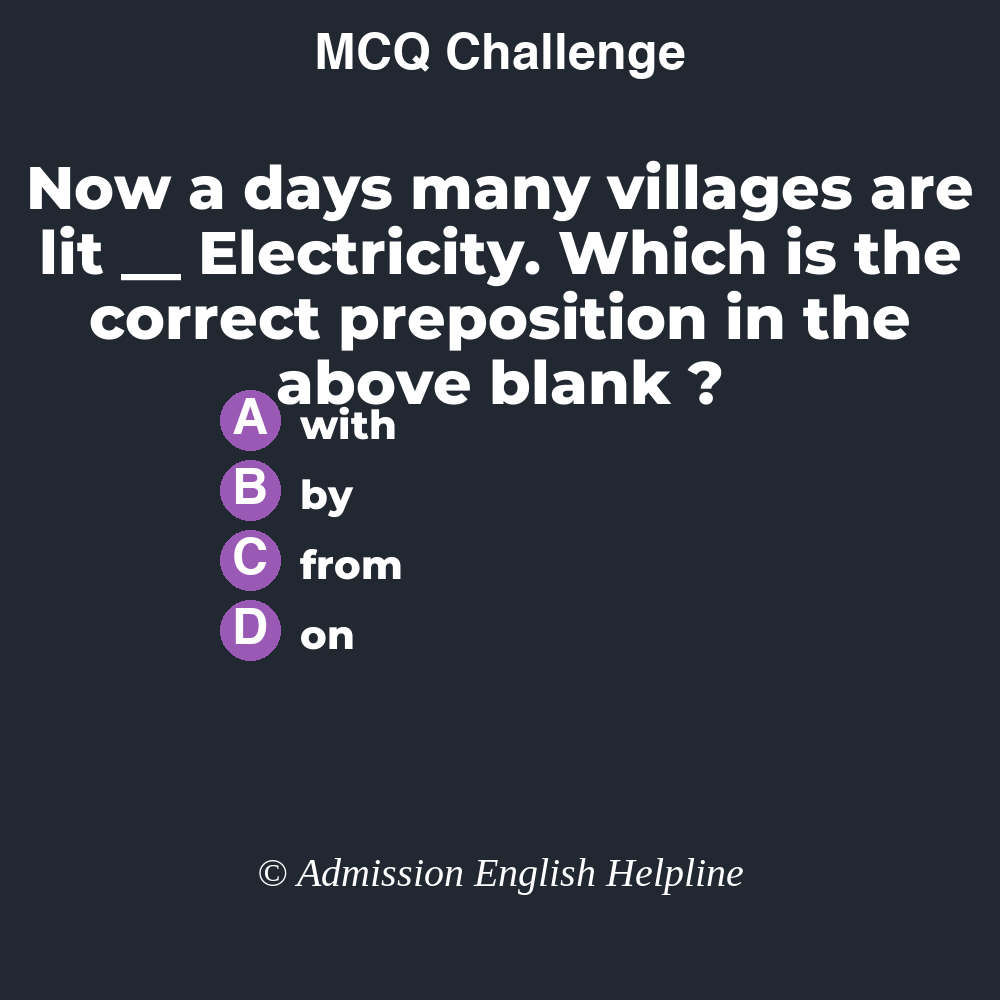 MCQ Challenge
Now a days many villages are
lit __ Electricity. Which is the
correct preposition in the
above blank ?
A with
B by
C from
D on
© Admission English Helpline